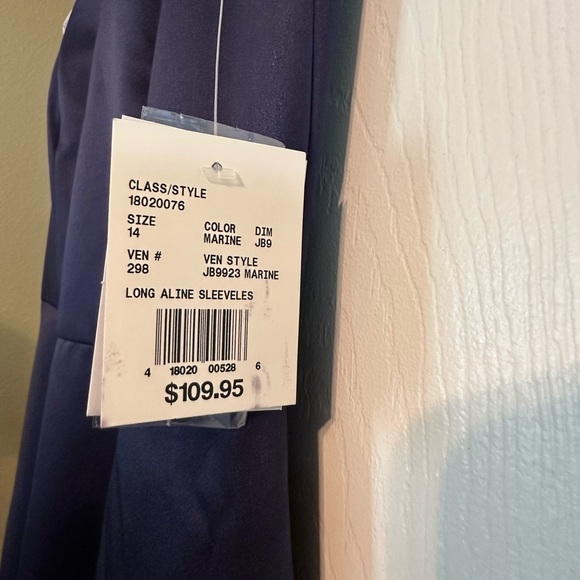 CLASS/STYLE
18020076
SIZE COLOR DIM
14 MARINE JB9
VEN # VEN STYLE
298 JB9923 MARINE
LONG ALINE SLEEVELES
4 18020 00528 6
$109.95